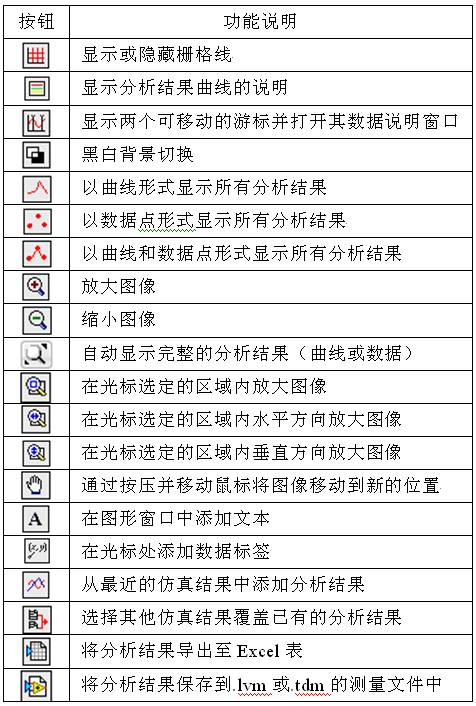 按钮 功能说明
显示或隐藏栅格线
显示分析结果曲线的说明
显示两个可移动的游标并打开其数据说明窗口
黑白背景切换
以曲线形式显示所有分析结果
以数据点形式显示所有分析结果
以曲线和数据点形式显示所有分析结果
放大图像
缩小图像
自动显示完整的分析结果（曲线或数据）
在光标选定的区域内放大图像
在光标选定的区域内水平方向放大图像
在光标选定的区域内垂直方向放大图像
通过按压并移动鼠标将图像移动到新的位置
A 在图形窗口中添加文本
(x,y) 在光标处添加数据标签
从最近的仿真结果中添加分析结果
选择其他仿真结果覆盖已有的分析结果
将分析结果导出至 Excel 表
将分析结果保存到.lvm 或.tdm 的测量文件中